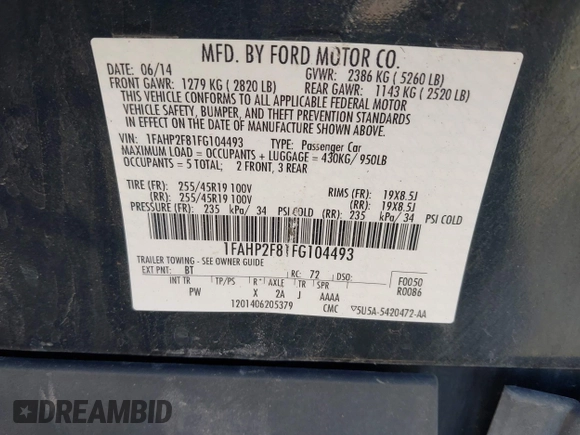 MFD. BY FORD MOTOR CO.
DATE: 06/14 GVWR: 2386 KG ( 5260 LB)
FRONT GAWR: 1279 KG ( 2820 LB) REAR GAWR: 1143 KG ( 2520 LB)
THIS VEHICLE CONFORMS TO ALL APPLICABLE FEDERAL MOTOR
VEHICLE SAFETY, BUMPER, AND THEFT PREVENTION STANDARDS
IN EFFECT ON THE DATE OF MANUFACTURE SHOWN ABOVE.
VIN: 1FAHP2F81FG104493 TYPE: Passenger Car
MAXIMUM LOAD = OCCUPANTS + LUGGAGE = 430KG/ 950LB
OCCUPANTS = 5 TOTAL; 2 FRONT, 3 REAR
TIRE (FR): 255/45R19 100V RIMS (FR): 19X8.5J
(RR): 255/45R19 100V (RR): 19X8.5J
PRESSURE (FR): 235 kPa/ 34 PSI COLD (RR): 235 kPa/ 34 PSI COLD
1FAHP2F81FG104493
TRAILER TOWING - SEE OWNER GUIDE
EXT PNT: BT RC: 72 DSO: F0050
INT TR TP/PS R AXLE TR SPR R0086
PW X 2A J AAAA
1201406205379 CMC 5U5A-5420472-AA
DREAMBID